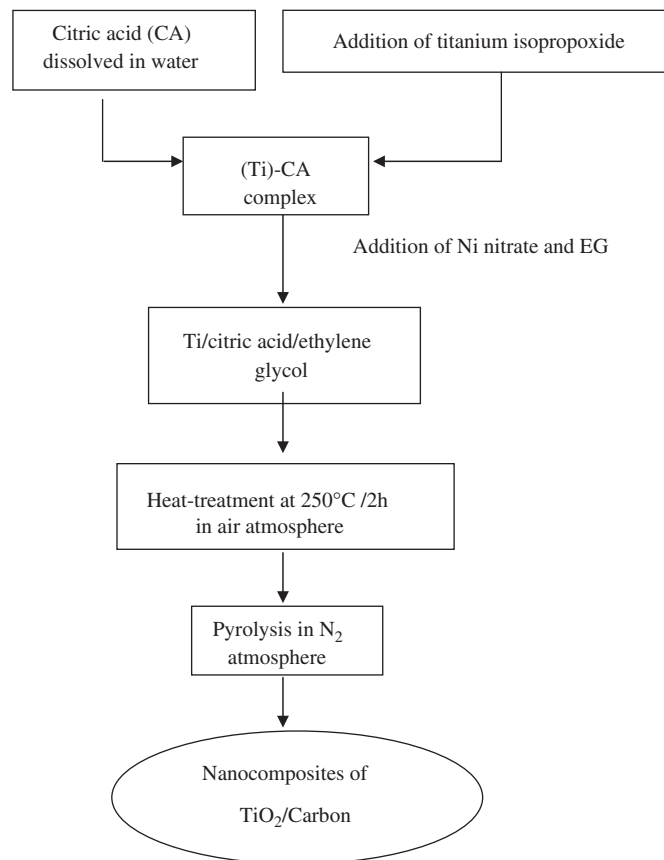 Citric acid (CA)
dissolved in water
Addition of titanium isopropoxide
(Ti)-CA
complex
Addition of Ni nitrate and EG
Ti/citric acid/ethylene
glycol
Heat-treatment at 250°C /2h
in air atmosphere
Pyrolysis in N₂
atmosphere
Nanocomposites of
TiO₂/Carbon